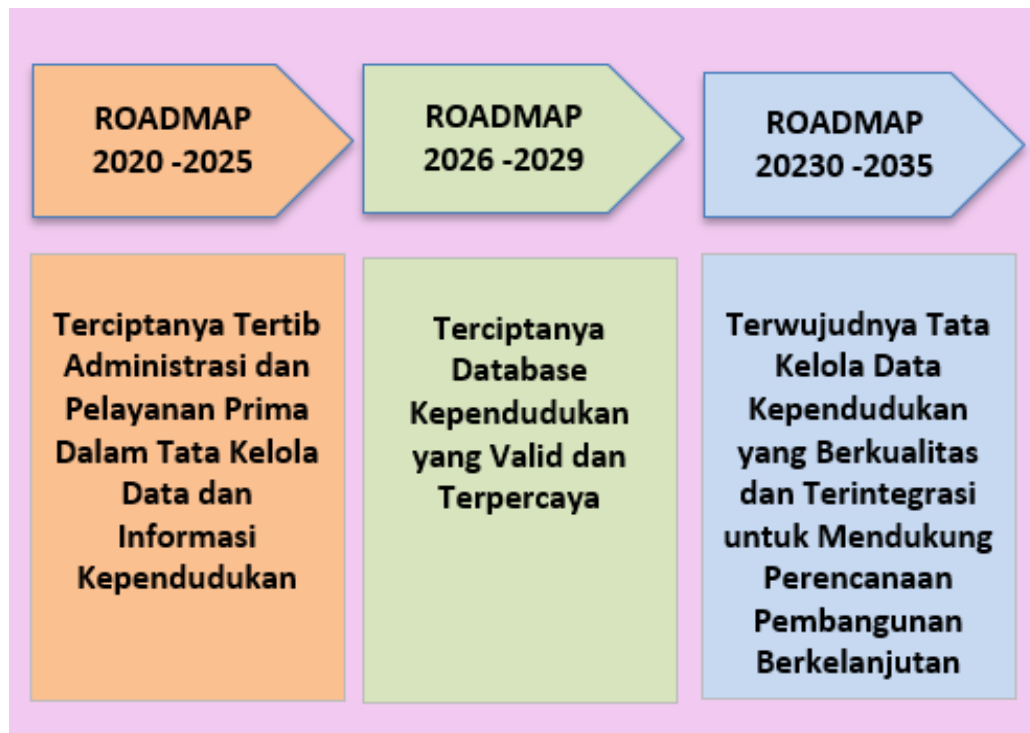 ROADMAP
2020 -2025
ROADMAP
2026 -2029
ROADMAP
20230 -2035
Terciptanya Tertib
Administrasi dan
Pelayanan Prima
Dalam Tata Kelola
Data dan
Informasi
Kependudukan
Terciptanya
Database
Kependudukan
yang Valid dan
Terpercaya
Terwujudnya Tata
Kelola Data
Kependudukan
yang Berkualitas
dan Terintegrasi
untuk Mendukung
Perencanaan
Pembangunan
Berkelanjutan